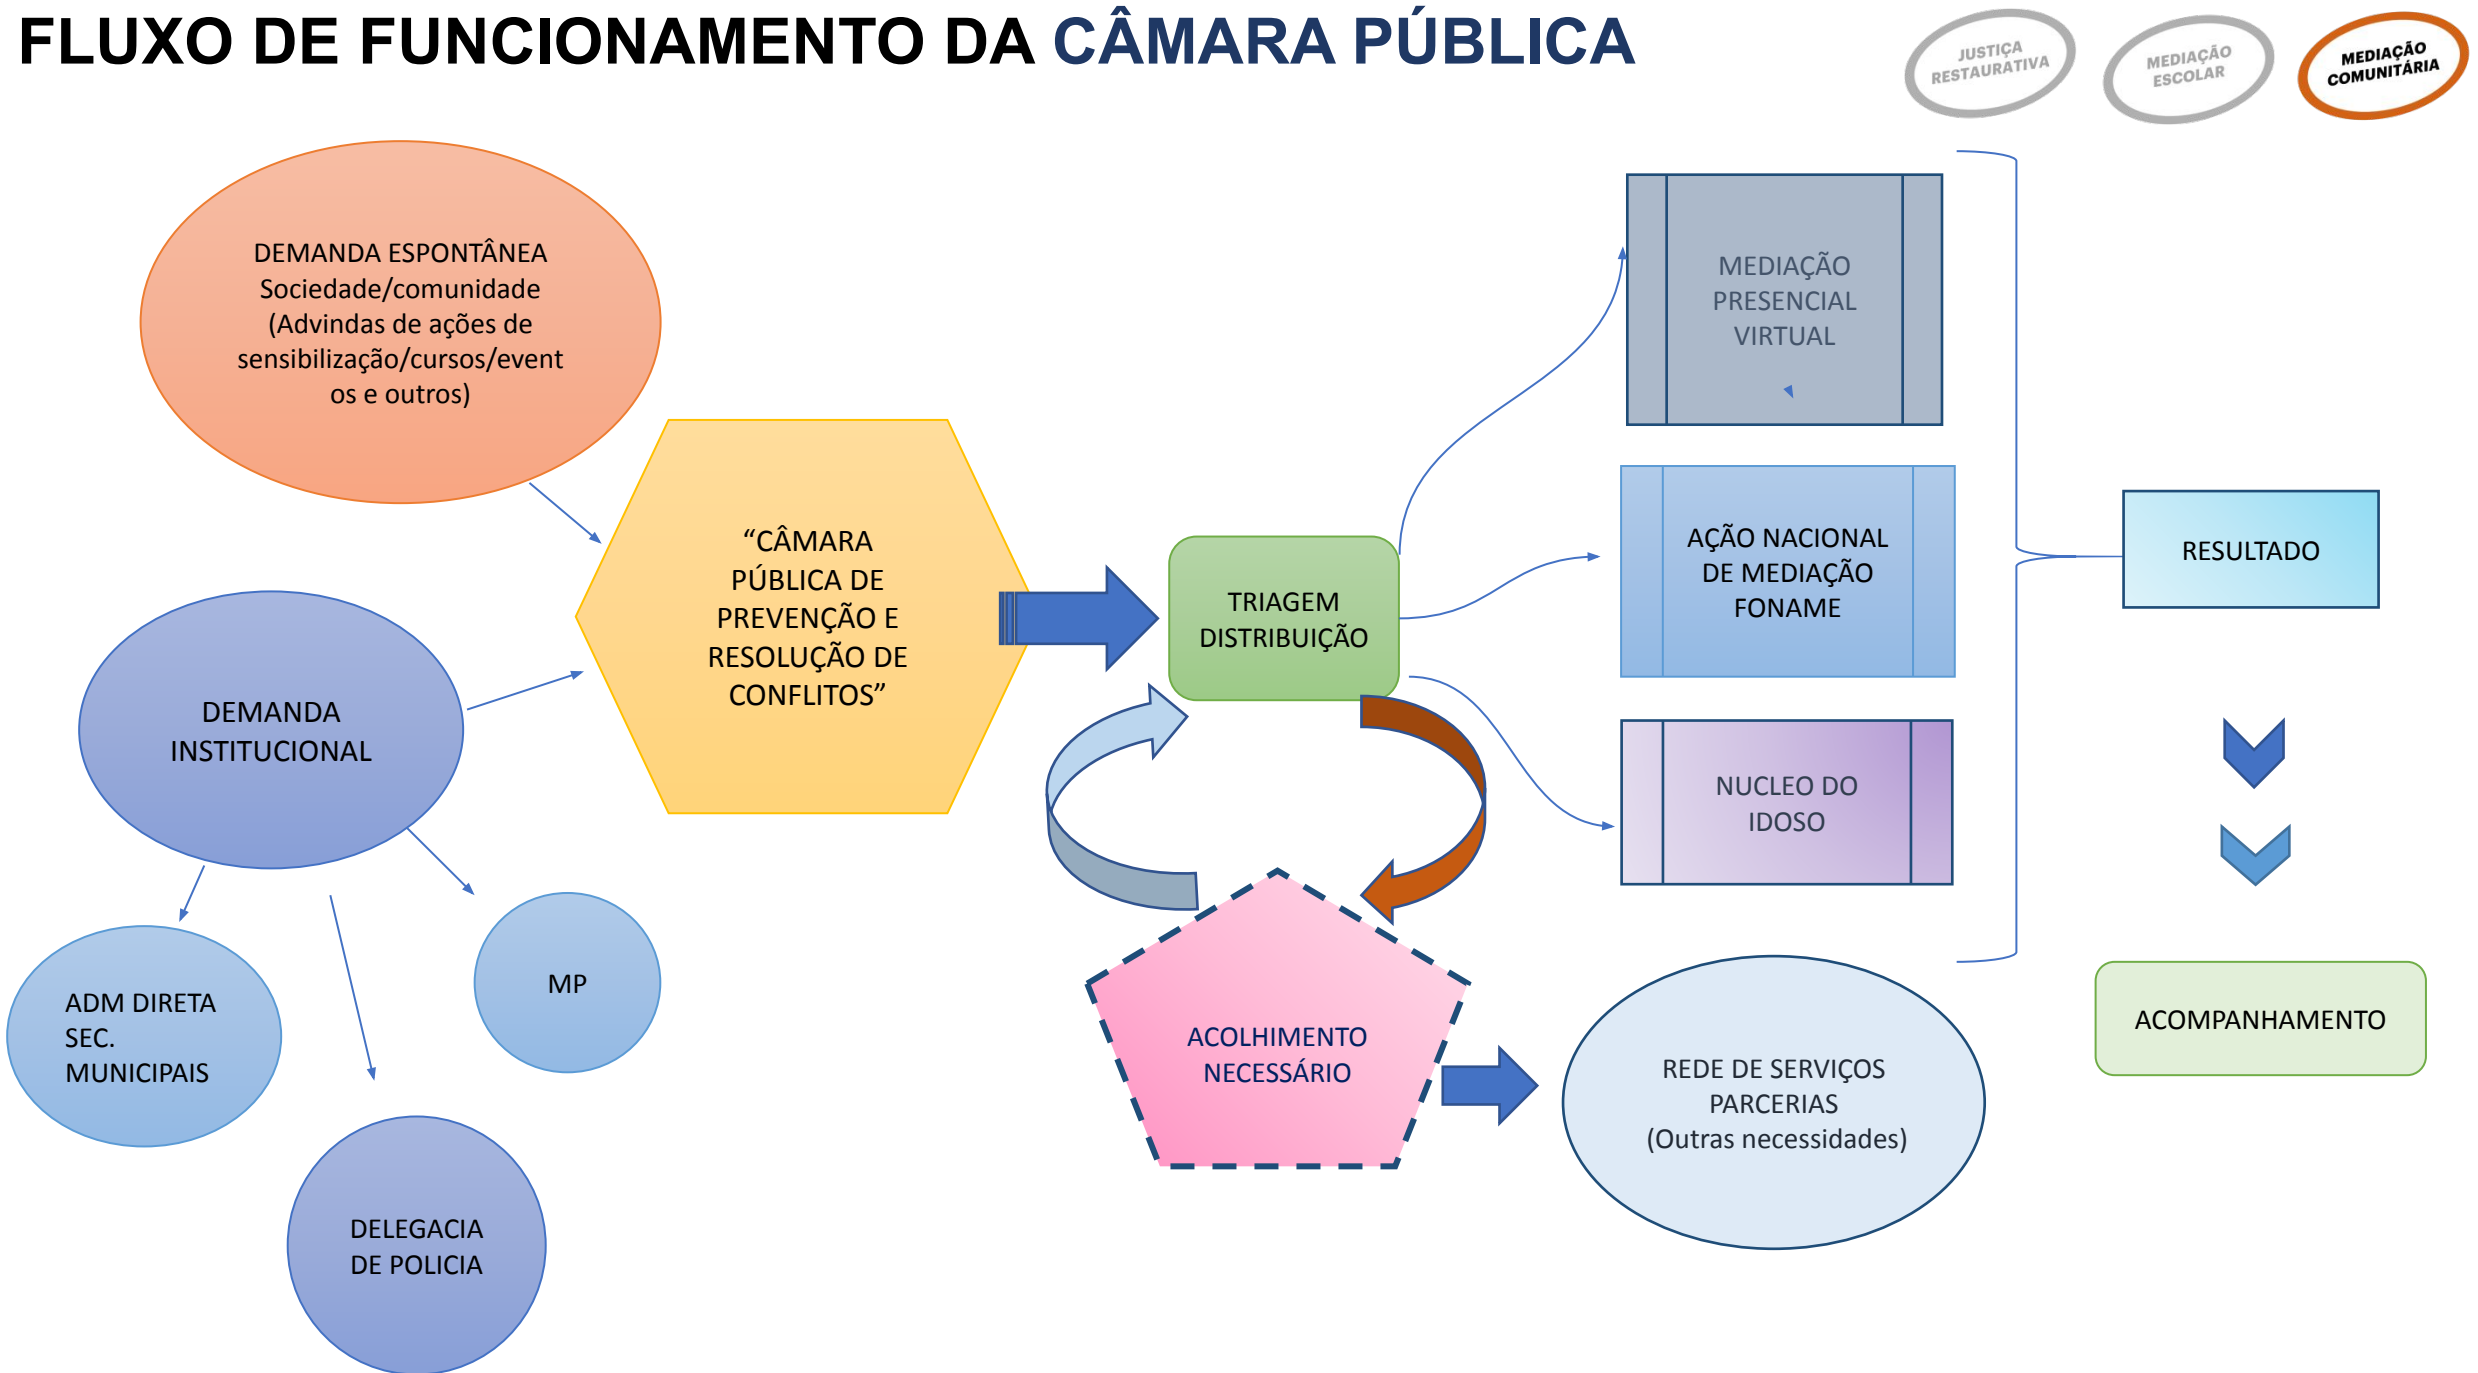 FLUXO DE FUNCIONAMENTO DA CÂMARA PÚBLICA
JUSTIÇA
RESTAURATIVA
MEDIAÇÃO
ESCOLAR
MEDIAÇÃO
COMUNITÁRIA
DEMANDA ESPONTÂNEA
Sociedade/comunidade
(Advindas de ações de
sensibilização/cursos/event
os e outros)
DEMANDA
INSTITUCIONAL
ADM DIRETA
SEC.
MUNICIPAIS
MP
DELEGACIA
DE POLICIA
“CÂMARA
PÚBLICA DE
PREVENÇÃO E
RESOLUÇÃO DE
CONFLITOS”
TRIAGEM
DISTRIBUIÇÃO
ACOLHIMENTO
NECESSÁRIO
MEDIAÇÃO
PRESENCIAL
VIRTUAL
AÇÃO NACIONAL
DE MEDIAÇÃO
FONAME
NUCLEO DO
IDOSO
REDE DE SERVIÇOS
PARCERIAS
(Outras necessidades)
RESULTADO
ACOMPANHAMENTO